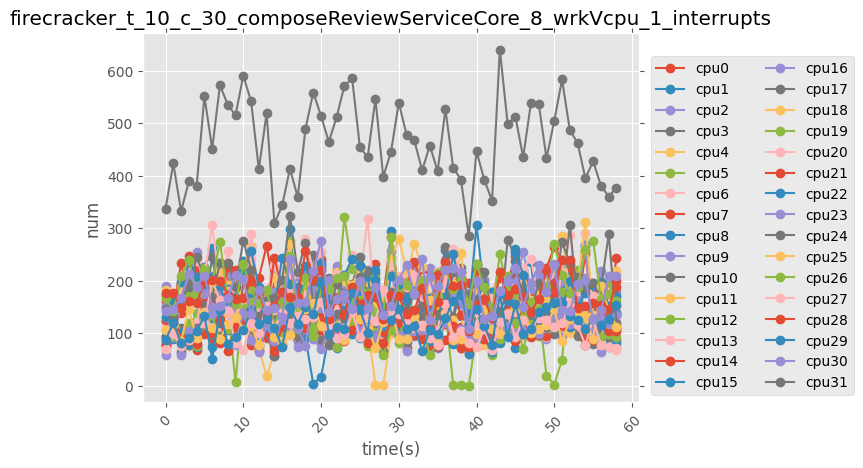 firecracker_t_10_c_30_composeReviewServiceCore_8_wrkVcpu_1_interrupts
num
600
500
400
300
200
100
0
0
10
20
30
40
50
60
time(s)
cpu0
cpu1
cpu2
cpu3
cpu4
cpu5
cpu6
cpu7
cpu8
cpu9
cpu10
cpu11
cpu12
cpu13
cpu14
cpu15
cpu16
cpu17
cpu18
cpu19
cpu20
cpu21
cpu22
cpu23
cpu24
cpu25
cpu26
cpu27
cpu28
cpu29
cpu30
cpu31